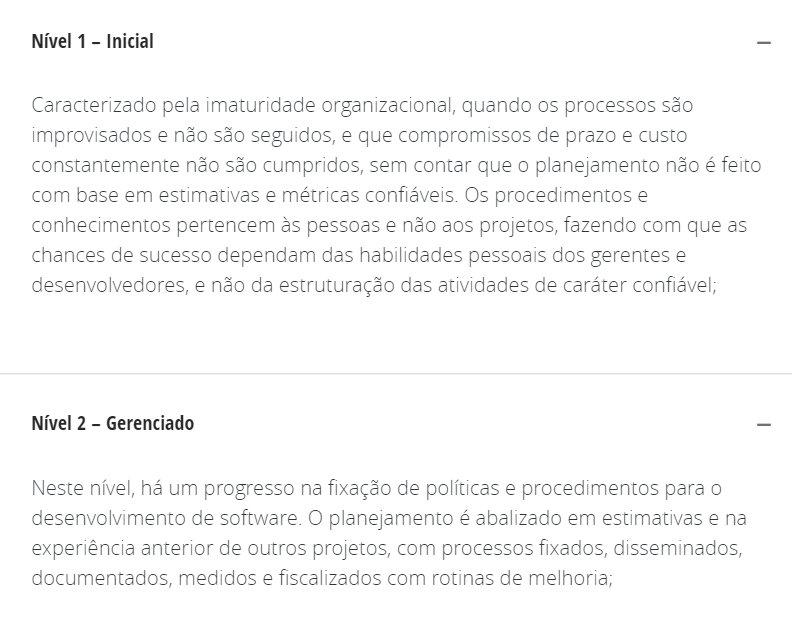 Nível 1 – Inicial
Caracterizado pela imaturidade organizacional, quando os processos são
improvisados e não são seguidos, e que compromissos de prazo e custo
constantemente não são cumpridos, sem contar que o planejamento não é feito
com base em estimativas e métricas confiáveis. Os procedimentos e
conhecimentos pertencem às pessoas e não aos projetos, fazendo com que as
chances de sucesso dependam das habilidades pessoais dos gerentes e
desenvolvedores, e não da estruturação das atividades de caráter confiável;
Nível 2 – Gerenciado
Neste nível, há um progresso na fixação de políticas e procedimentos para o
desenvolvimento de software. O planejamento é abalizado em estimativas e na
experiência anterior de outros projetos, com processos fixados, disseminados,
documentados, medidos e fiscalizados com rotinas de melhoria;